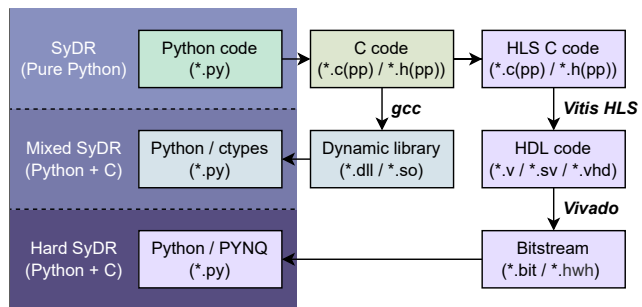 SyDR
(Pure Python)
Python code
(*.py)
C code
(*.c(pp) / *.h(pp))
HLS C code
(*.c(pp) / *.h(pp))
gcc
Vitis HLS
Mixed SyDR
(Python + C)
Python / ctypes
(*.py)
Dynamic library
(*.dll / *.so)
HDL code
(*.v / *.sv / *.vhd)
Vivado
Hard SyDR
(Python + C)
Python / PYNQ
(*.py)
Bitstream
(*.bit / *.hwh)